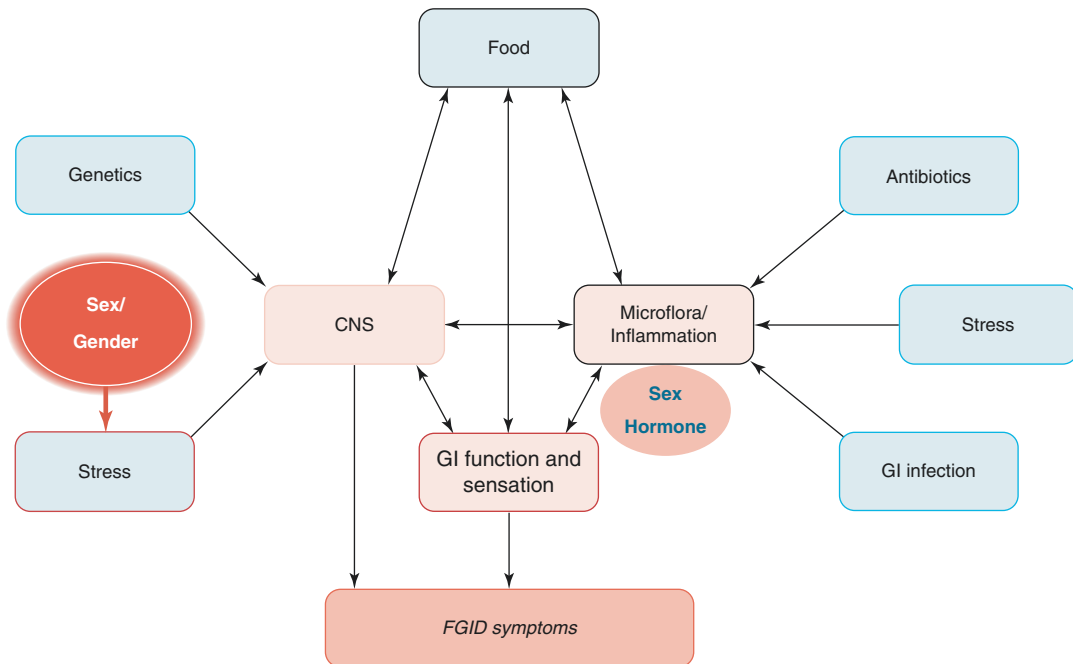 Food
Genetics
Antibiotics
Sex/
Gender
CNS
Microflora/
Inflammation
Stress
Sex
Hormone
Stress
GI function and
sensation
GI infection
FGID symptoms